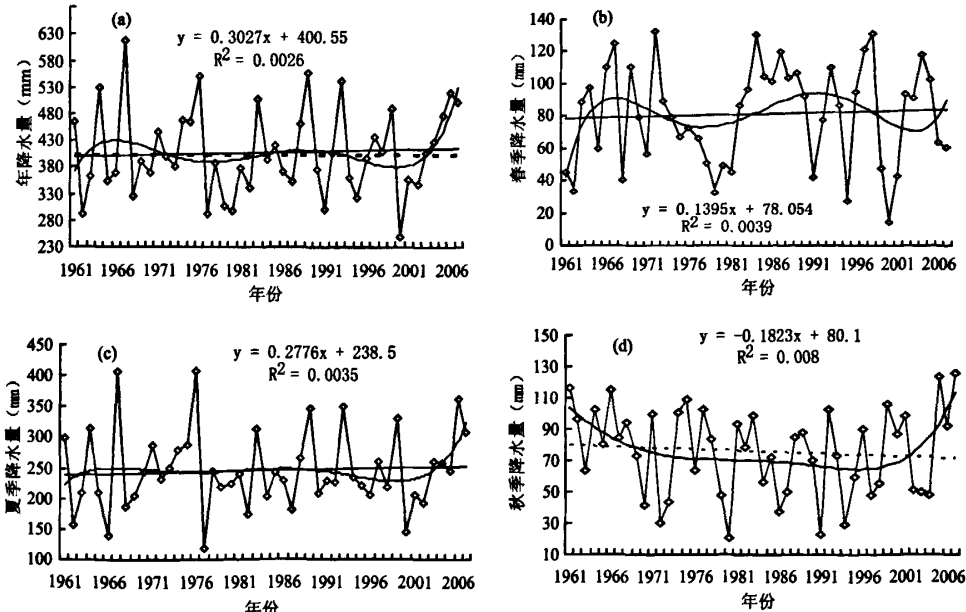 (a)
y = 0.3027x + 400.55
R² = 0.0026
年降水量（mm）
630
580
530
480
430
380
330
280
230
1961 1966 1971 1976 1981 1986 1991 1996 2001 2006
年份
(b)
y = 0.1395x + 78.054
R² = 0.0039
春季降水量（mm）
140
120
100
80
60
40
20
0
1961 1966 1971 1976 1981 1986 1991 1996 2001 2006
年份
(c)
y = 0.2776x + 238.5
R² = 0.0035
夏季降水量（mm）
450
400
350
300
250
200
150
100
1961 1966 1971 1976 1981 1986 1991 1996 2001 2006
年份
(d)
y = -0.1823x + 80.1
R² = 0.008
秋季降水量（mm）
150
130
110
90
70
50
30
10
1961 1966 1971 1976 1981 1986 1991 1996 2001 2006
年份